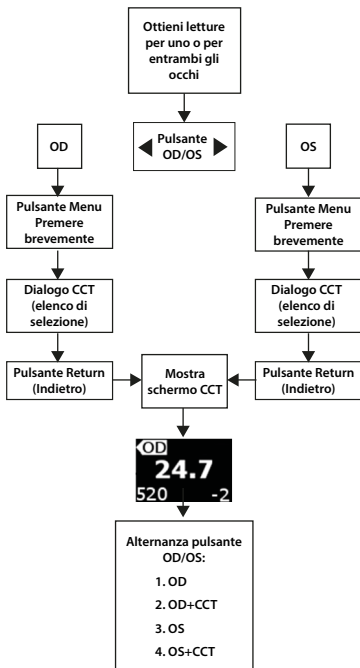 Ottieni letture
per uno o per
entrambi gli
occhi
Pulsante
OD/OS
OD
OS
Pulsante Menu
Premere
brevemente
Pulsante Menu
Premere
brevemente
Dialogo CCT
(elenco di
selezione)
Dialogo CCT
(elenco di
selezione)
Pulsante Return
(Indietro)
Mostra
schermo CCT
Pulsante Return
(Indietro)
OD
24.7
520 -2
Alternanza pulsante
OD/OS:
1. OD
2. OD+CCT
3. OS
4. OS+CCT